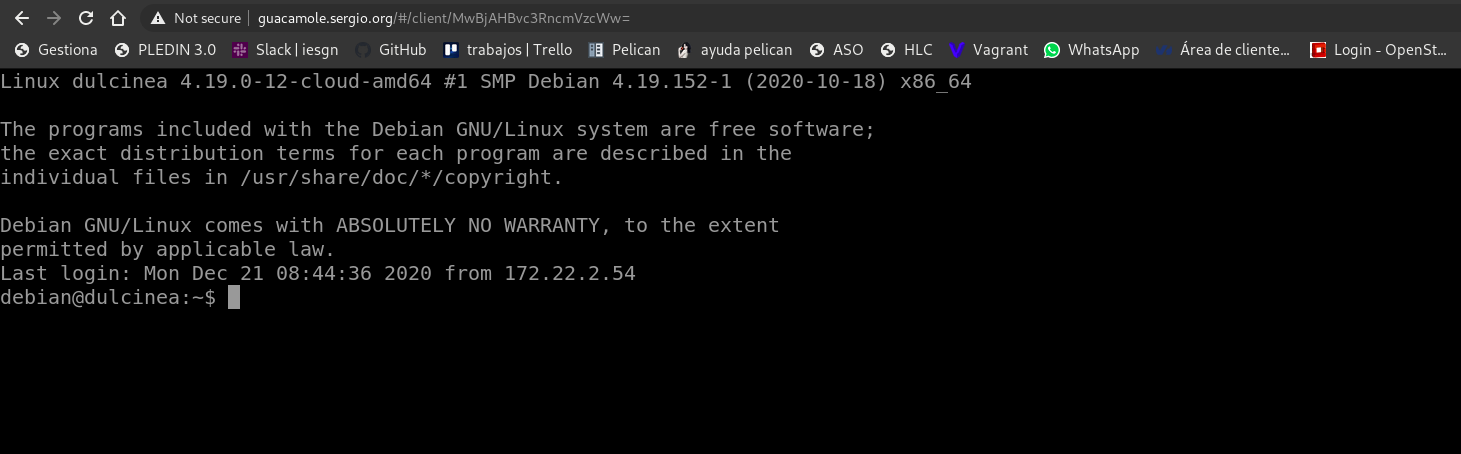 Not secure | guacamole.sergio.org/#/client/MwBjAHBvc3RncmVzcWw=
Gestiona PLEDIN 3.0 Slack | iesgn GitHub trabajos | Trello Pelican ayuda pelican ASO HLC Vagrant WhatsApp Área de cliente... Login - OpenSt...
Linux dulcinea 4.19.0-12-cloud-amd64 #1 SMP Debian 4.19.152-1 (2020-10-18) x86_64
The programs included with the Debian GNU/Linux system are free software;
the exact distribution terms for each program are described in the
individual files in /usr/share/doc/*/copyright.
Debian GNU/Linux comes with ABSOLUTELY NO WARRANTY, to the extent
permitted by applicable law.
Last login: Mon Dec 21 08:44:36 2020 from 172.22.2.54
debian@dulcinea:~$